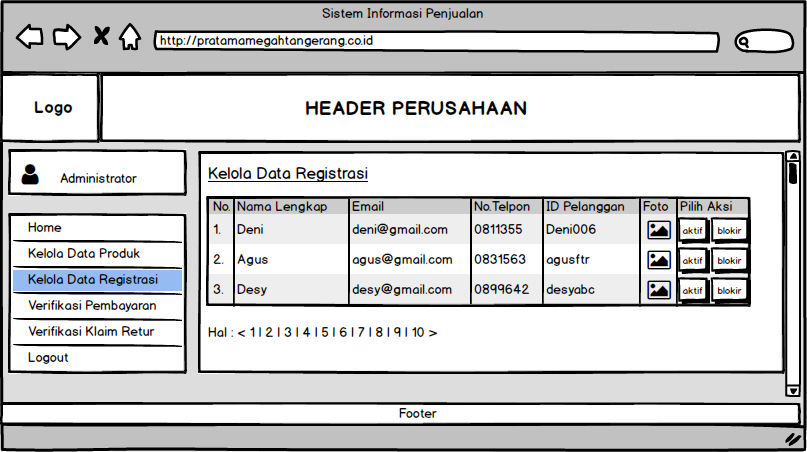 Sistem Informasi Penjualan
http://pratamamegahtangerang.co.id
Logo
HEADER PERUSAHAAN
Administrator
Home
Kelola Data Produk
Kelola Data Registrasi
Verifikasi Pembayaran
Verifikasi Klaim Retur
Logout
Kelola Data Registrasi
No. Nama Lengkap Email No.Telpon ID Pelanggan Foto Pilih Aksi
1. Deni deni@gmail.com 0811355 Deni006 aktif blokir
2. Agus agus@gmail.com 0831563 agusftr aktif blokir
3. Desy desy@gmail.com 0899642 desyabc aktif blokir
Hal : < 1 | 2 | 3 | 4 | 5 | 6 | 7 | 8 | 9 | 10 >
Footer